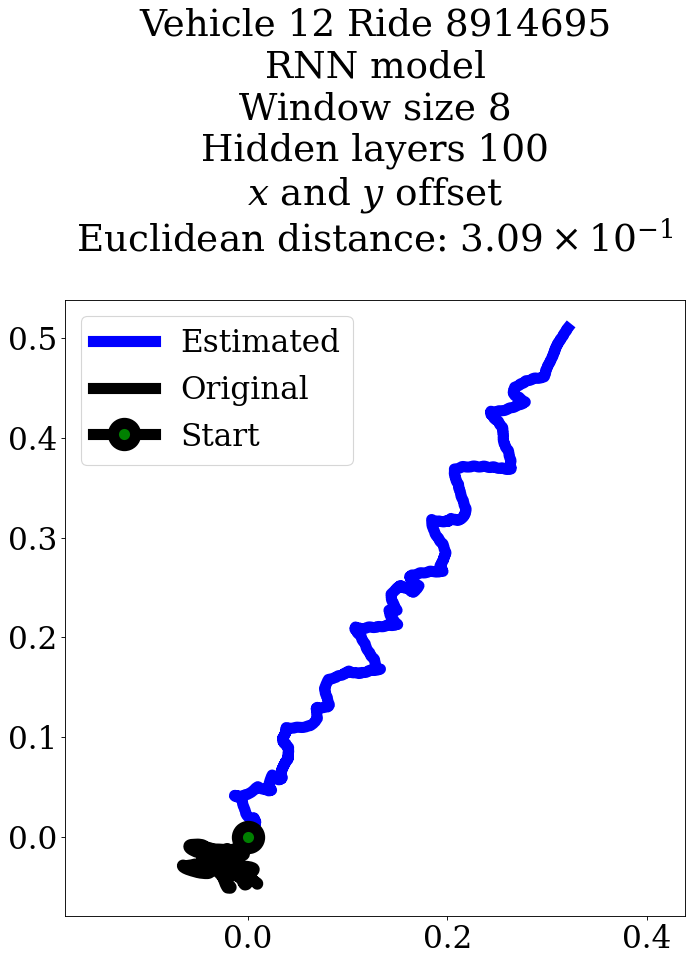 Vehicle 12 Ride 8914695
RNN model
Window size 8
Hidden layers 100
x and y offset
Euclidean distance: 3.09 × 10⁻¹
Estimated
Original
Start
0.5
0.4
0.3
0.2
0.1
0.0
0.0 0.2 0.4